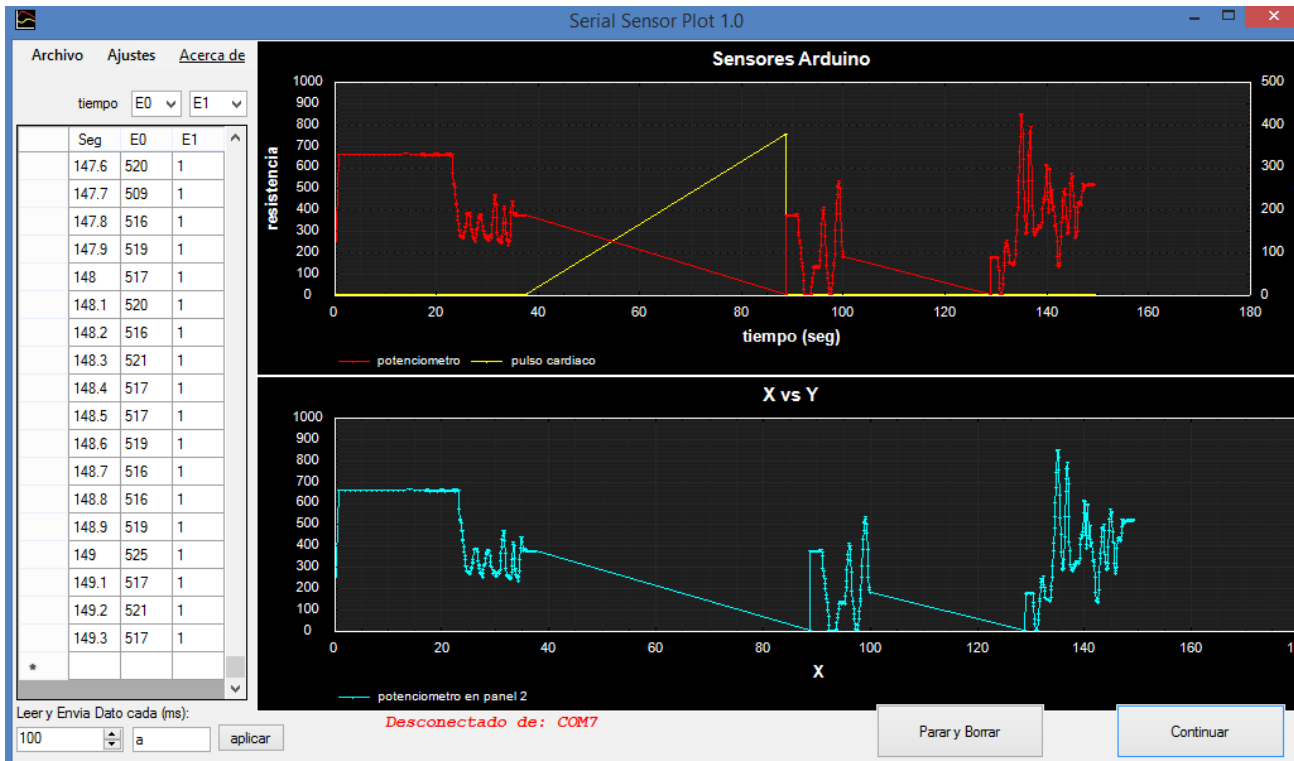 Serial Sensor Plot 1.0
Archivo Ajustes Acerca de
tiempo E0 E1
Seg E0 E1
147.6 520 1
147.7 509 1
147.8 516 1
147.9 519 1
148 517 1
148.1 520 1
148.2 516 1
148.3 521 1
148.4 517 1
148.5 517 1
148.6 519 1
148.7 516 1
148.8 516 1
148.9 519 1
149 525 1
149.1 517 1
149.2 521 1
149.3 517 1
*
Leer y Envia Dato cada (ms):
100 a aplicar
Sensores Arduino
resistencia
1000
900
800
700
600
500
400
300
200
100
0
500
400
300
200
100
0
0 20 40 60 80 100 120 140 160 180
tiempo (seg)
potenciometro pulso cardiaco
X vs Y
1000
900
800
700
600
500
400
300
200
100
0
0 20 40 60 80 100 120 140 160 1
X
potenciometro en panel 2
Desconectado de: COM7
Parar y Borrar
Continuar